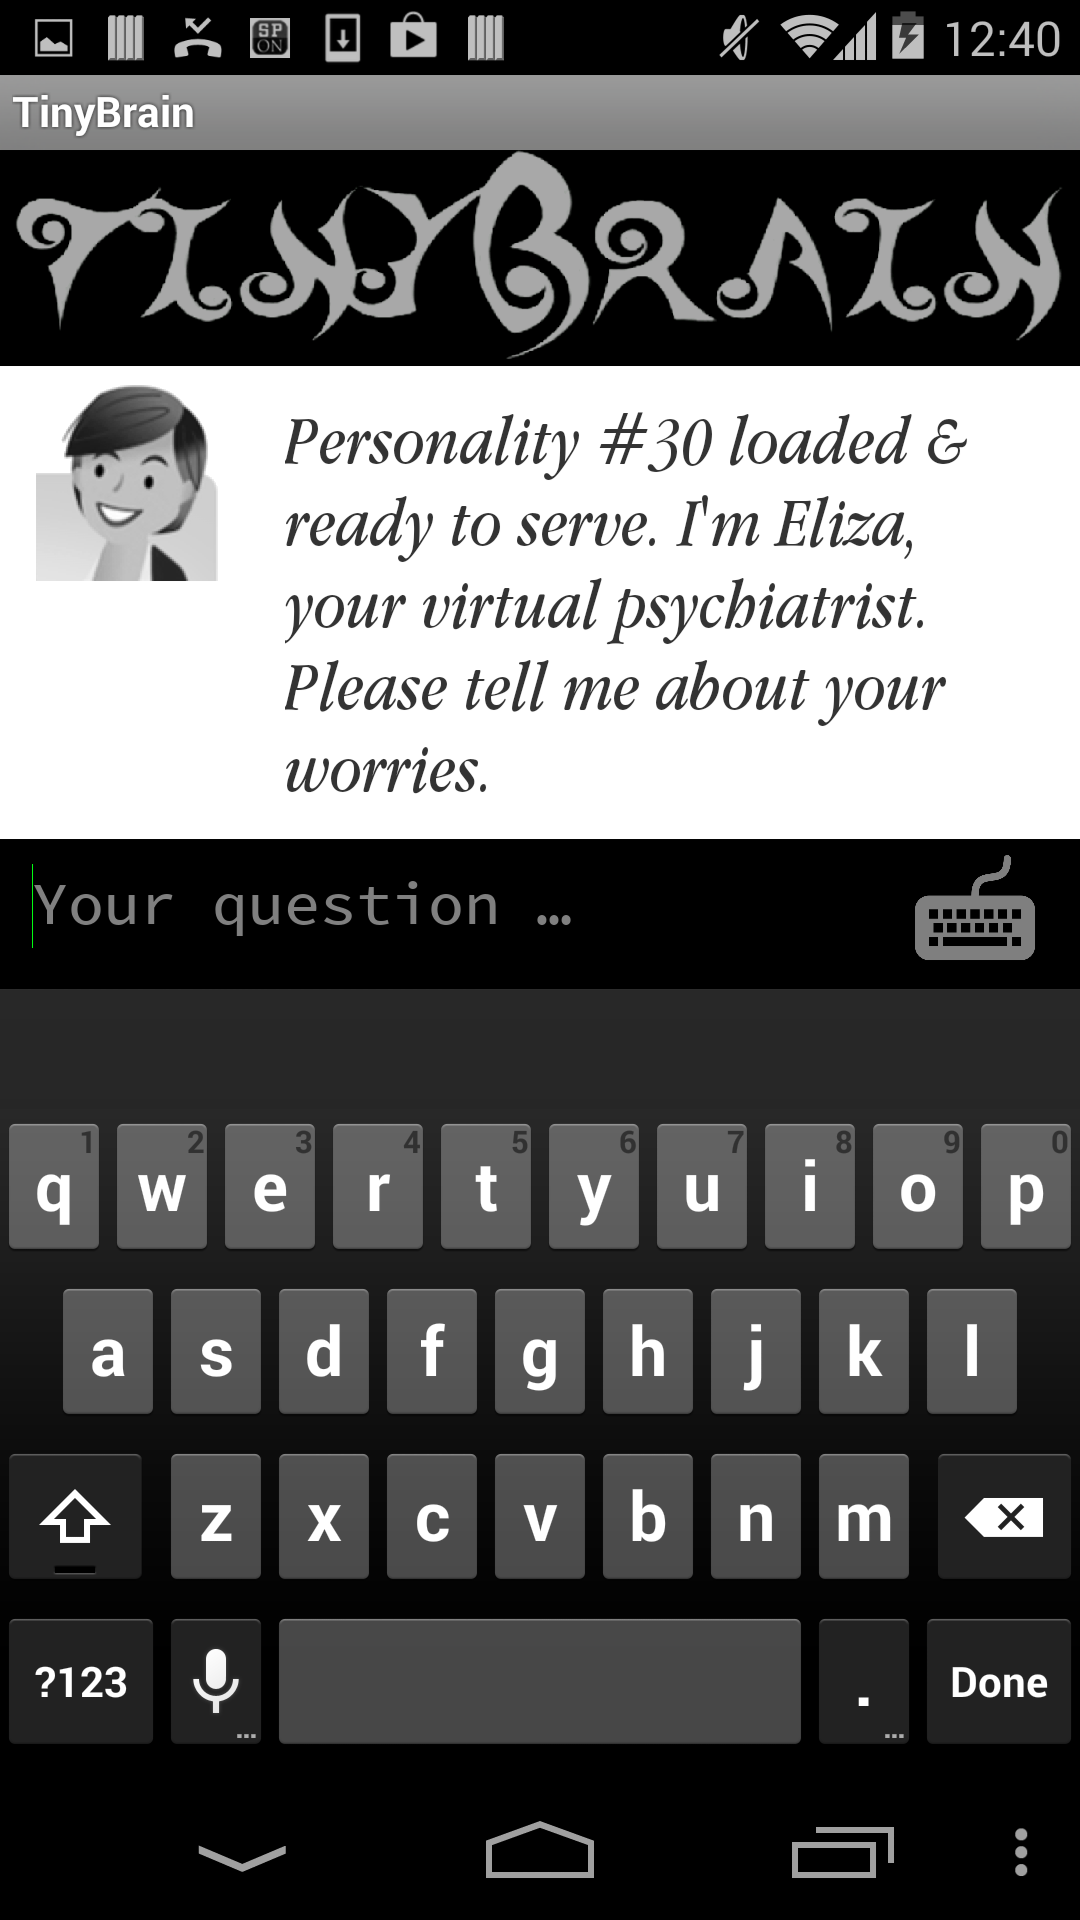 SP
ON
12:40
TinyBrain
TINYBRAIN
Personality #30 loaded &
ready to serve. I'm Eliza,
your virtual psychiatrist.
Please tell me about your
worries.
Your question …
1 2 3 4 5 6 7 8 9 0
q w e r t y u i o p
a s d f g h j k l
z x c v b n m
?123 ... . ... Done